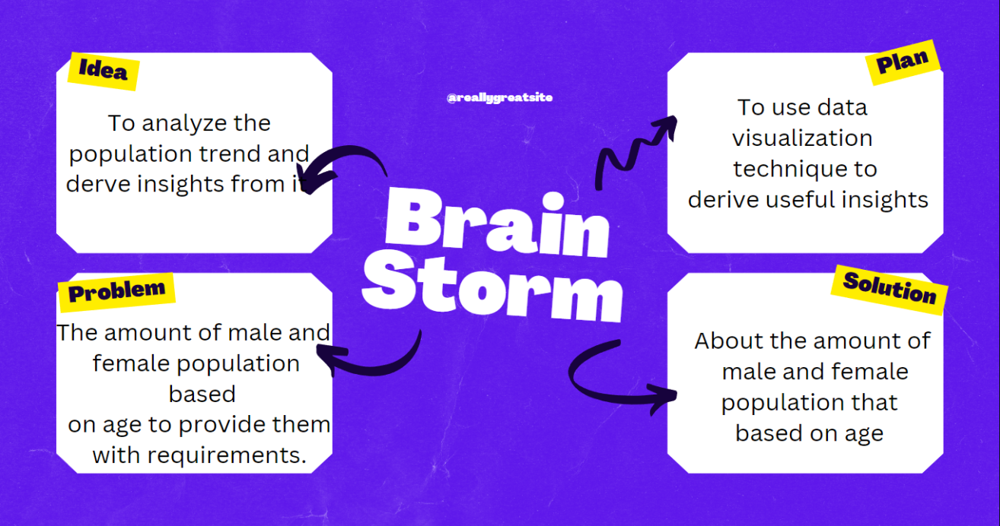 Idea
To analyze the
population trend and
derve insights from it
@areallygreatsite
Plan
To use data
visualization
technique to
derive useful insights
Brain
Storm
Problem
The amount of male and
female population
based
on age to provide them
with requirements.
Solution
About the amount of
male and female
population that
based on age